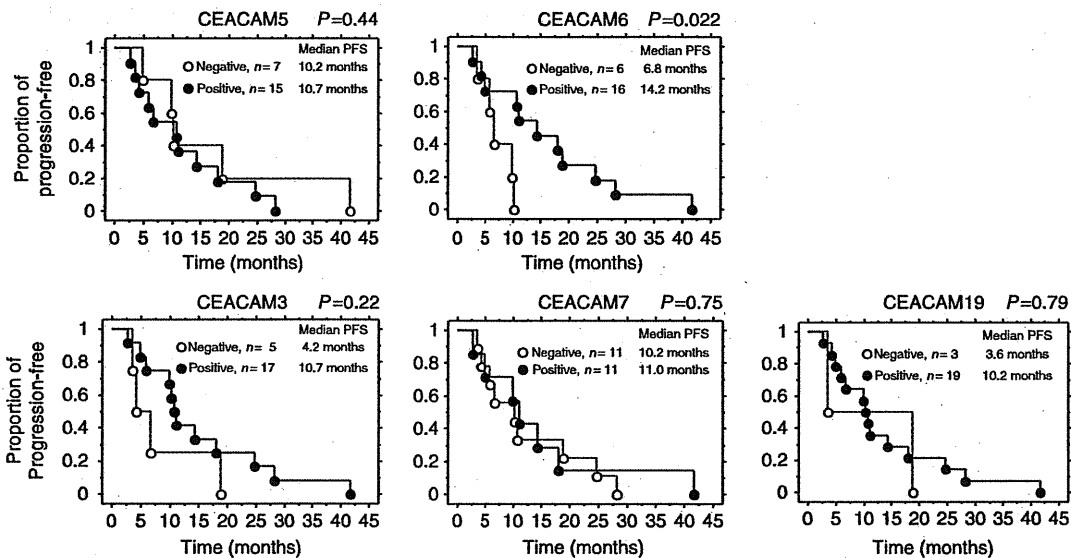 CEACAM5 P=0.44
Median PFS
Negative, n= 7 10.2 months
Positive, n= 15 10.7 months
1
0.8
0.6
0.4
0.2
0
0 5 10 15 20 25 30 35 40 45
Time (months)
Proportion of
progression-free
CEACAM6 P=0.022
Median PFS
Negative, n= 6 6.8 months
Positive, n= 16 14.2 months
1
0.8
0.6
0.4
0.2
0
0 5 10 15 20 25 30 35 40 45
Time (months)
CEACAM3 P=0.22
Median PFS
Negative, n= 5 4.2 months
Positive, n= 17 10.7 months
1
0.8
0.6
0.4
0.2
0
0 5 10 15 20 25 30 35 40 45
Time (months)
Proportion of
Progression-free
CEACAM7 P=0.75
Median PFS
Negative, n= 11 10.2 months
Positive, n= 11 11.0 months
1
0.8
0.6
0.4
0.2
0
0 5 10 15 20 25 30 35 40 45
Time (months)
CEACAM19 P=0.79
Median PFS
Negative, n= 3 3.6 months
Positive, n= 19 10.2 months
1
0.8
0.6
0.4
0.2
0
0 5 10 15 20 25 30 35 40 45
Time (months)